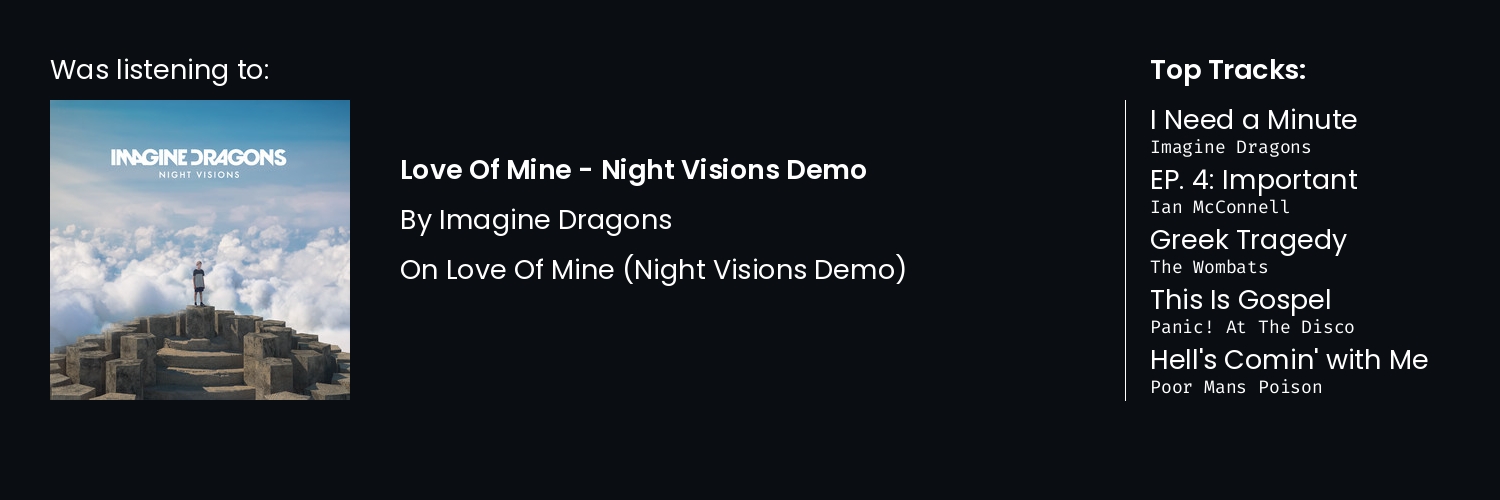 Was listening to:
IMAGINE DRAGONS
NIGHT VISIONS
Love Of Mine - Night Visions Demo
By Imagine Dragons
On Love Of Mine (Night Visions Demo)
Top Tracks:
I Need a Minute
Imagine Dragons
EP. 4: Important
Ian McConnell
Greek Tragedy
The Wombats
This Is Gospel
Panic! At The Disco
Hell's Comin' with Me
Poor Mans Poison